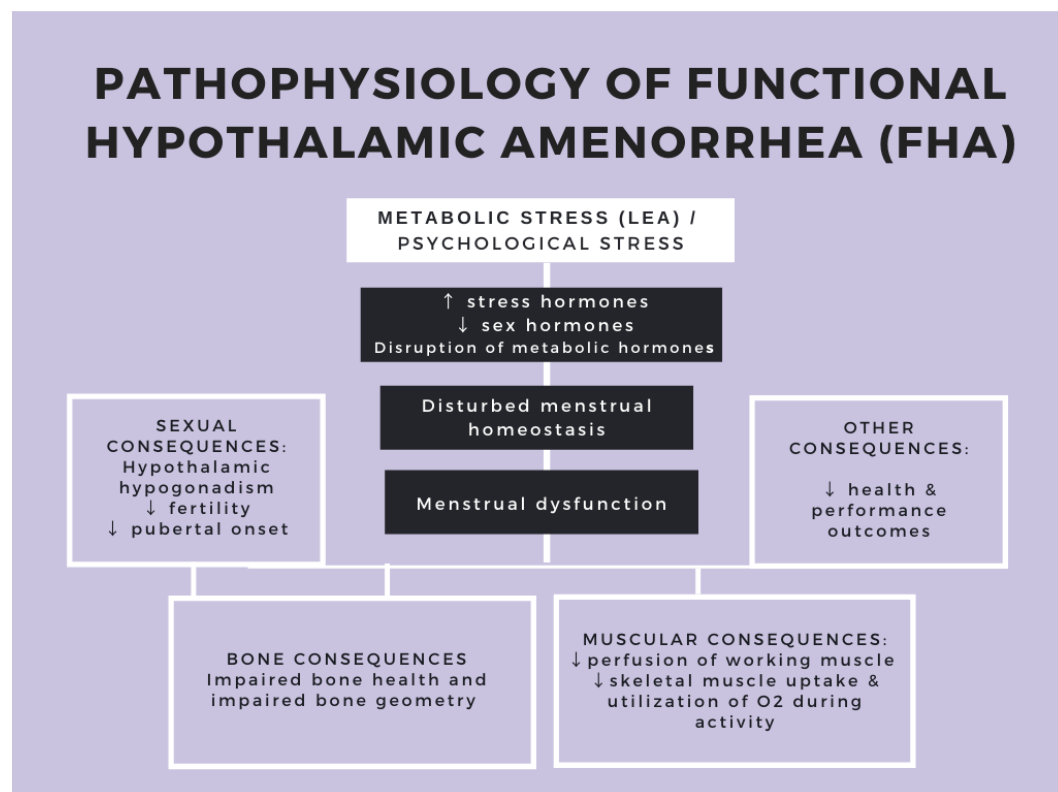 PATHOPHYSIOLOGY OF FUNCTIONAL
HYPOTHALAMIC AMENORRHEA (FHA)
METABOLIC STRESS (LEA) /
PSYCHOLOGICAL STRESS
↑ stress hormones
↓ sex hormones
Disruption of metabolic hormones
Disturbed menstrual
homeostasis
Menstrual dysfunction
SEXUAL
CONSEQUENCES:
Hypothalamic
hypogonadism
↓ fertility
↓ pubertal onset
OTHER
CONSEQUENCES:
↓ health &
performance
outcomes
BONE CONSEQUENCES
Impaired bone health and
impaired bone geometry
MUSCULAR CONSEQUENCES:
↓perfusion of working muscle
↓skeletal muscle uptake &
utilization of O2 during
activity